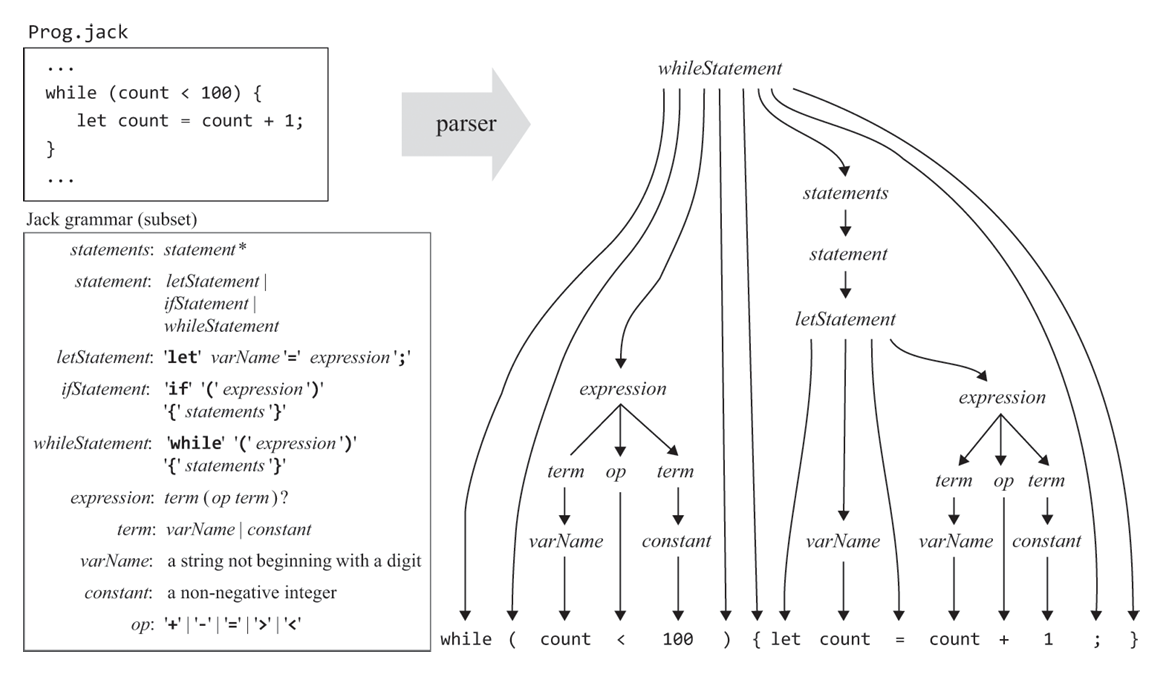 Prog.jack
...
while (count < 100) {
let count = count + 1;
}
...
parser
Jack grammar (subset)
statements: statement*
statement: letStatement |
ifStatement |
whileStatement
letStatement: 'let' varName '=' expression ';'
ifStatement: 'if' '(' expression ')'
'{' statements '}'
whileStatement: 'while' '(' expression ')'
'{' statements '}'
expression: term (op term)?
term: varName | constant
varName: a string not beginning with a digit
constant: a non-negative integer
op: '+' | '-' | '=' | '>' | '<'
whileStatement
statements
statement
letStatement
expression
expression
term op term
term op term
varName constant
varName
varName constant
while ( count < 100 ) { let count = count + 1 ; }